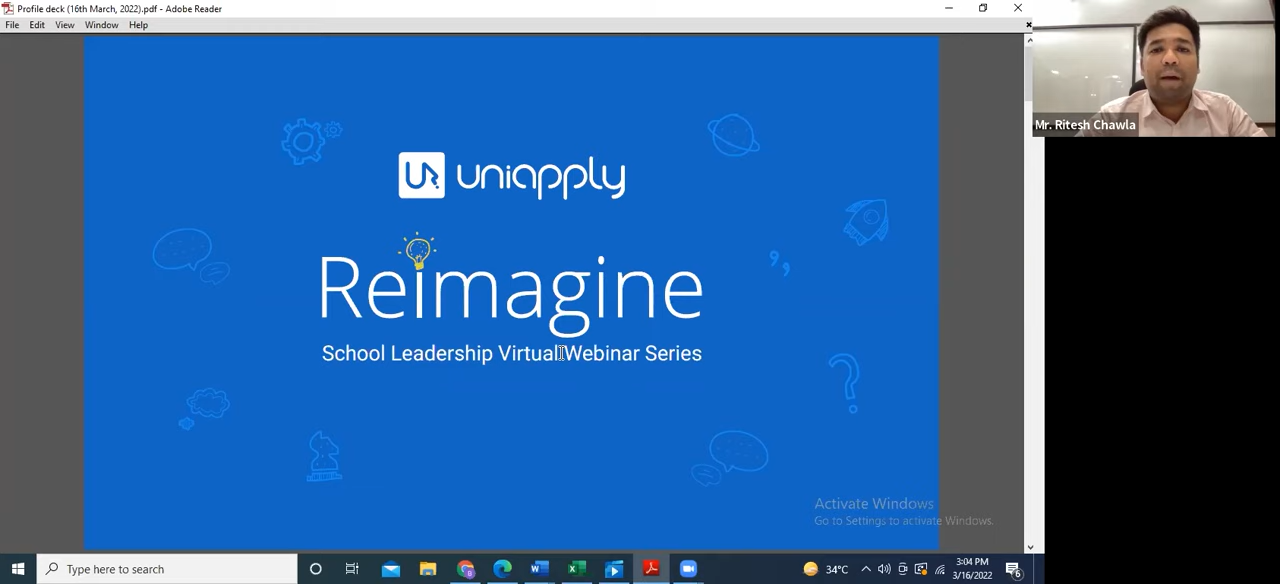 Profile deck (16th March, 2022).pdf - Adobe Reader
File Edit View Window Help
Mr. Ritesh Chawla
uniapply
Reimagine
School Leadership Virtual Webinar Series
Activate Windows
Go to Settings to activate Windows.
Type here to search
34°C
3:04 PM
3/16/2022
6